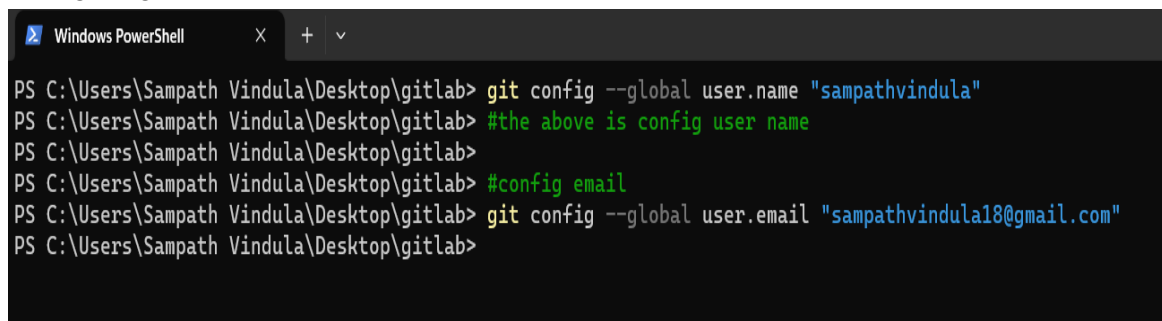 Windows PowerShell
PS C:\Users\Sampath Vindula\Desktop\gitlab> git config --global user.name "sampathvindula"
PS C:\Users\Sampath Vindula\Desktop\gitlab> #the above is config user name
PS C:\Users\Sampath Vindula\Desktop\gitlab>
PS C:\Users\Sampath Vindula\Desktop\gitlab> #config email
PS C:\Users\Sampath Vindula\Desktop\gitlab> git config --global user.email "sampathvindula18@gmail.com"
PS C:\Users\Sampath Vindula\Desktop\gitlab>